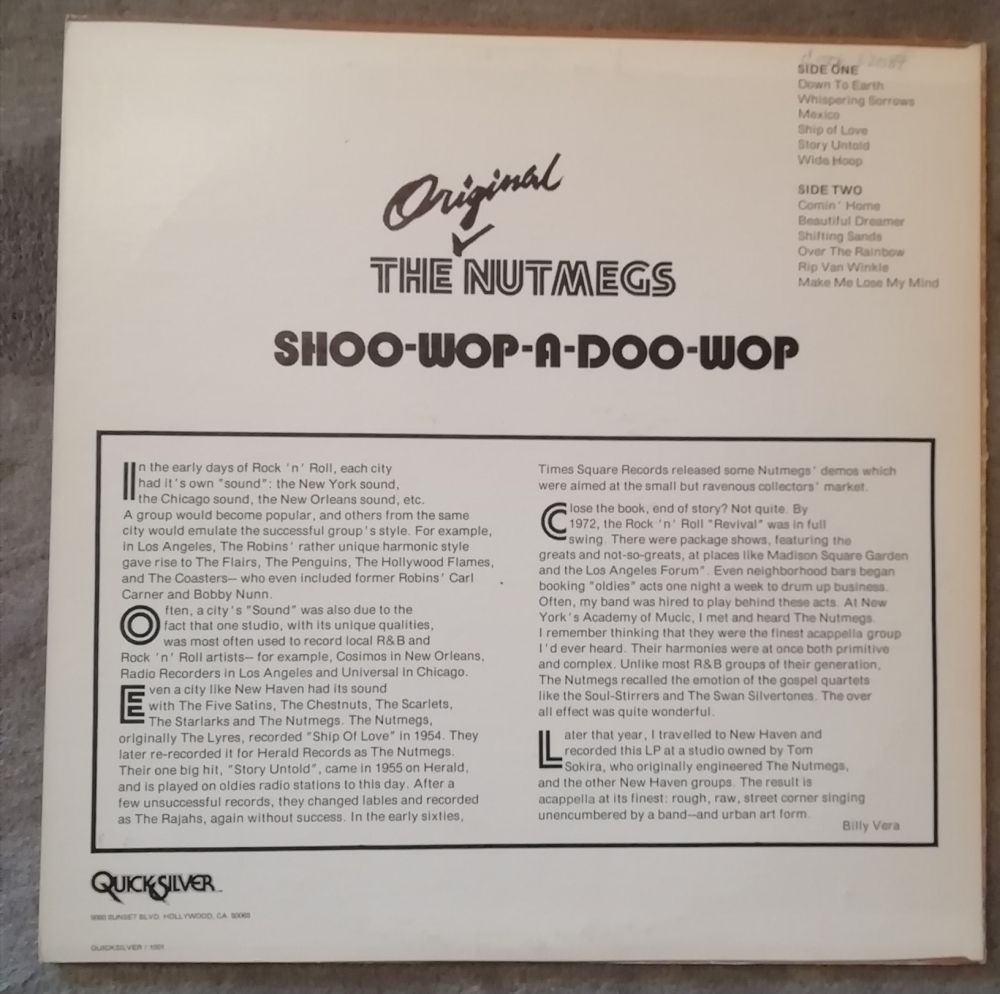 SIDE ONE
Down To Earth
Whispering Sorrows
Mexico
Ship of Love
Story Untold
Wide Hoop
SIDE TWO
Comin' Home
Beautiful Dreamer
Shifting Sands
Over The Rainbow
Rip Van Winkle
Make Me Lose My Mind
Original
THE NUTMEGS
SHOO-WOP-A-DOO-WOP
In the early days of Rock 'n' Roll, each city
had it's own "sound": the New York sound,
the Chicago sound, the New Orleans sound, etc.
A group would become popular, and others from the same
city would emulate the successful group's style. For example,
in Los Angeles, The Robins' rather unique harmonic style
gave rise to The Flairs, The Penguins, The Hollywood Flames,
and The Coasters— who even included former Robins' Carl
Carner and Bobby Nunn.
Often, a city's "Sound" was also due to the
fact that one studio, with its unique qualities,
was most often used to record local R&B and
Rock 'n' Roll artists— for example, Cosimos in New Orleans,
Radio Recorders in Los Angeles and Universal In Chicago.
Even a city like New Haven had its sound
with The Five Satins, The Chestnuts, The Scarlets,
The Starlarks and The Nutmegs. The Nutmegs,
originally The Lyres, recorded "Ship Of Love" in 1954. They
later re-recorded it for Herald Records as The Nutmegs.
Their one big hit, "Story Untold", came in 1955 on Herald,
and is played on oldies radio stations to this day. After a
few unsuccessful records, they changed lables and recorded
as The Rajahs, again without success. In the early sixties,
Times Square Records released some Nutmegs' demos which
were aimed at the small but ravenous collectors' market.
Close the book, end of story? Not quite. By
1972, the Rock 'n' Roll "Revival" was in full
swing. There were package shows, featuring the
greats and not-so-greats, at places like Madison Square Garden
and the Los Angeles Forum". Even neighborhood bars began
booking "oldies" acts one night a week to drum up business.
Often, my band was hired to play behind these acts. At New
York's Academy of Mucic, I met and heard The Nutmegs.
I remember thinking that they were the finest acappella group
I'd ever heard. Their harmonies were at once both primitive
and complex. Unlike most R&B groups of their generation,
The Nutmegs recalled the emotion of the gospel quartets
like the Soul-Stirrers and The Swan Silvertones. The over
all effect was quite wonderful.
Later that year, I travelled to New Haven and
recorded this LP at a studio owned by Tom
Sokira, who originally engineered The Nutmegs,
and the other New Haven groups. The result is
acappella at its finest: rough, raw, street corner singing
unencumbered by a band—and urban art form.
Billy Vera
QUICKSILVER
SUNSET BLVD. HOLLYWOOD, CA.
QUICKSILVER / 1001